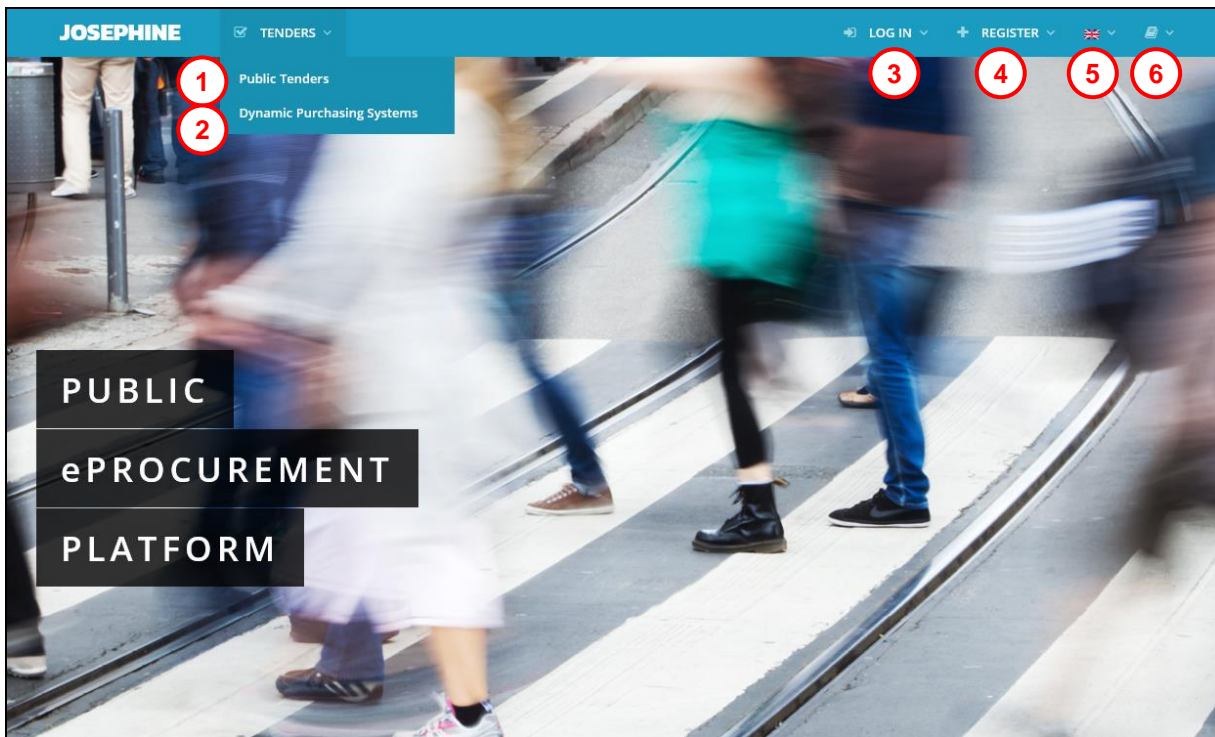 JOSEPHINE TENDERS LOG IN REGISTER
1 Public Tenders
2 Dynamic Purchasing Systems
3 4 5 6
PUBLIC
ePROCUREMENT
PLATFORM